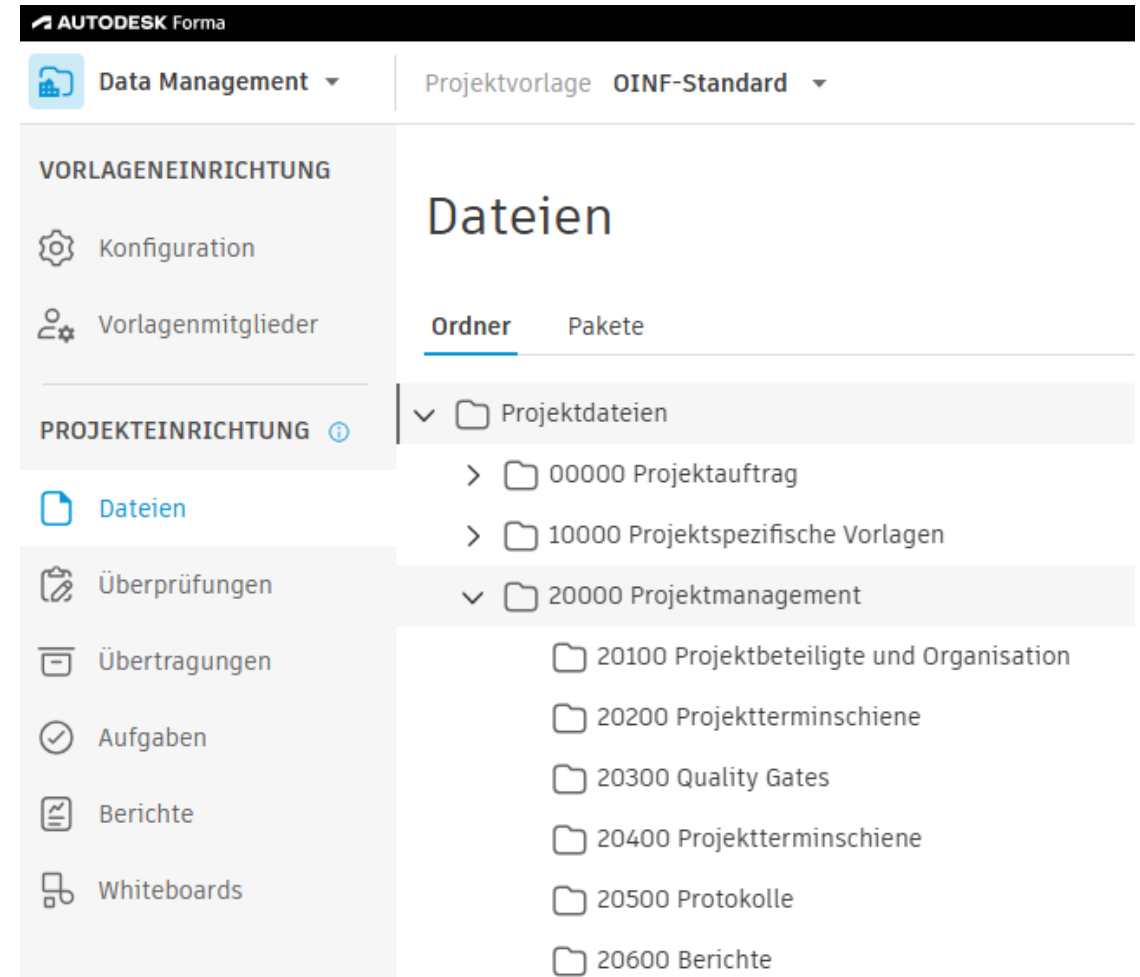 AUTODESK Forma
Data Management
Projektvorlage OINF-Standard
VORLAGENEINRICHTUNG
Konfiguration
Vorlagenmitglieder
PROJEKTEINRICHTUNG
Dateien
Überprüfungen
Übertragungen
Aufgaben
Berichte
Whiteboards
Dateien
Ordner Pakete
Projektdateien
00000 Projektauftrag
10000 Projektspezifische Vorlagen
20000 Projektmanagement
20100 Projektbeteiligte und Organisation
20200 Projektterminschiene
20300 Quality Gates
20400 Projektterminschiene
20500 Protokolle
20600 Berichte